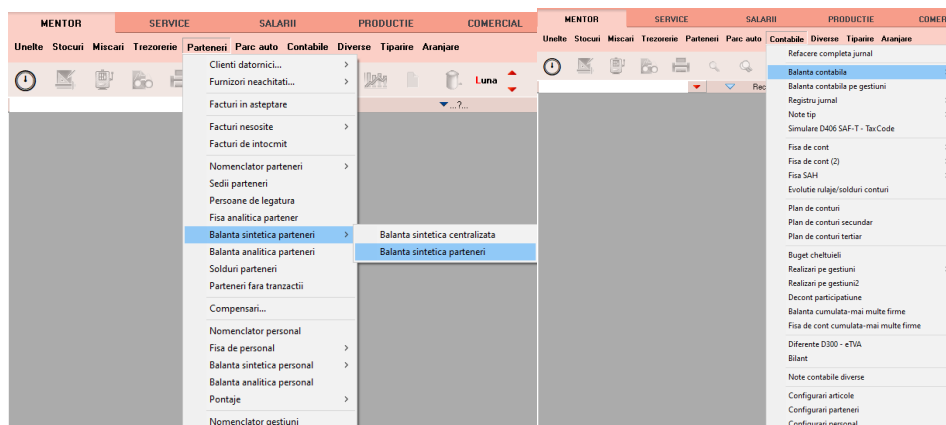 MENTOR SERVICE SALARII PRODUCTIE COMERCIAL
Unelte Stocuri Miscari Trezorerie Parteneri Parc auto Contabile Diverse Tiparire Aranjare
Luna
...?...
Clienti datornici...
Furnizori neachitati...
Facturi in asteptare
Facturi nesosite
Facturi de intocmit
Nomenclator parteneri
Sedii parteneri
Persoane de legatura
Fisa analitica partener
Balanta sintetica parteneri
Balanta sintetica centralizata
Balanta sintetica parteneri
Balanta analitica parteneri
Solduri parteneri
Parteneri fara tranzactii
Compensari...
Nomenclator personal
Fisa de personal
Balanta sintetica personal
Balanta analitica personal
Pontaje
Nomenclator gestiuni
MENTOR SERVICE SALARII PRODUCTIE COMER
Unelte Stocuri Miscari Trezorerie Parteneri Parc auto Contabile Diverse Tiparire Aranjare
Rec
Refacere completa jurnal
Balanta contabila
Balanta contabila pe gestiuni
Registru jurnal
Note tip
Simulare D406 SAF-T - TaxCode
Fisa de cont
Fisa de cont (2)
Fisa SAH
Evolutie rulaje/solduri conturi
Plan de conturi
Plan de conturi secundar
Plan de conturi tertiar
Buget cheltuieli
Realizari pe gestiuni
Realizari pe gestiuni2
Decont participatiune
Balanta cumulata-mai multe firme
Fisa de cont cumulata-mai multe firme
Diferente D300 - eTVA
Bilant
Note contabile diverse
Configurari articole
Configurari parteneri
Configurari personal